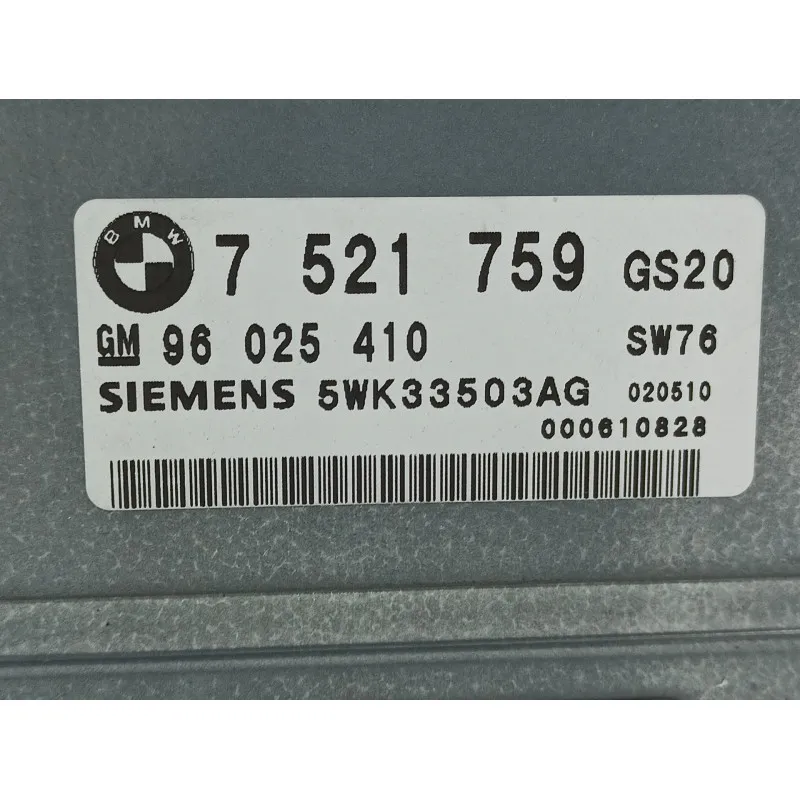 BMW 7 521 759 GS20
GM 96 025 410 SW76
SIEMENS 5WK33503AG 020510
000610828